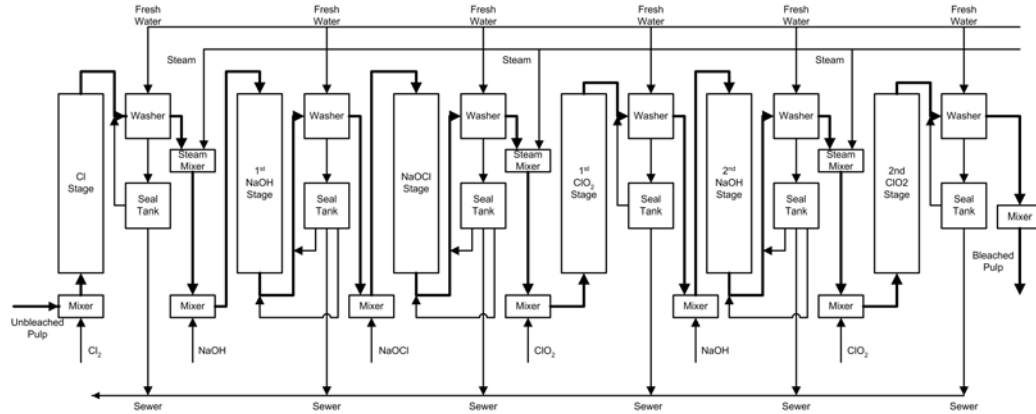 Fresh
Water
Fresh
Water
Fresh
Water
Fresh
Water
Fresh
Water
Fresh
Water
Steam
Steam
Steam
Washer
Washer
Washer
Washer
Washer
Washer
Steam
Mixer
Steam
Mixer
Steam
Mixer
Cl
Stage
1st
NaOH
Stage
NaOCl
Stage
1st
ClO2
Stage
2nd
NaOH
Stage
2nd
ClO2
Stage
Seal
Tank
Seal
Tank
Seal
Tank
Seal
Tank
Seal
Tank
Seal
Tank
Mixer
Bleached
Pulp
Mixer
Mixer
Mixer
Mixer
Mixer
Mixer
Unbleached
Pulp
Cl2
NaOH
NaOCl
ClO2
NaOH
ClO2
Sewer
Sewer
Sewer
Sewer
Sewer
Sewer